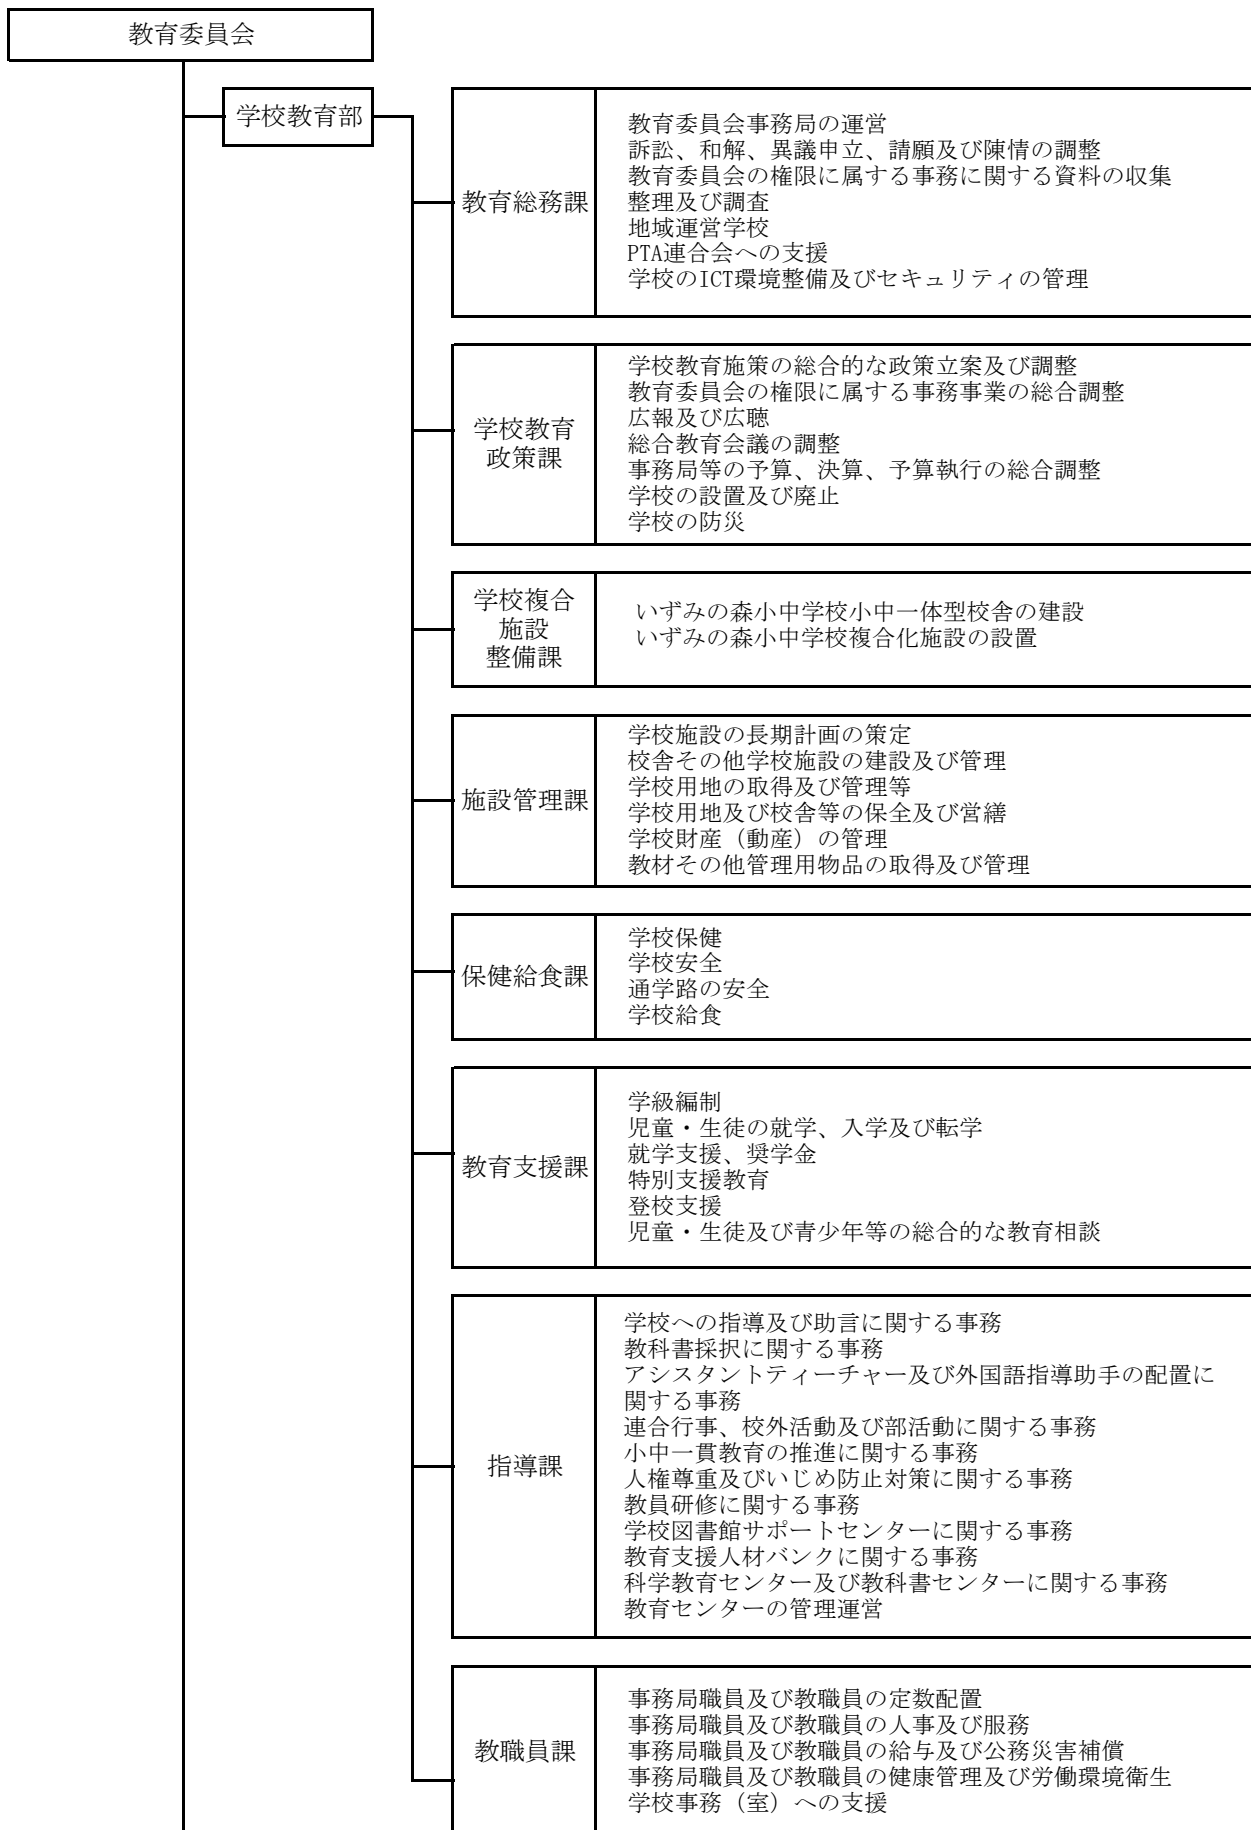 教育委員会
学校教育部
教育総務課
教育委員会事務局の運営
訴訟、和解、異議申立、請願及び陳情の調整
教育委員会の権限に属する事務に関する資料の収集
整理及び調査
地域運営学校
PTA連合会への支援
学校のICT環境整備及びセキュリティの管理
学校教育
政策課
学校教育施策の総合的な政策立案及び調整
教育委員会の権限に属する事務事業の総合調整
広報及び広聴
総合教育会議の調整
事務局等の予算、決算、予算執行の総合調整
学校の設置及び廃止
学校の防災
学校複合
施設
整備課
いずみの森小中学校小中一体型校舎の建設
いずみの森小中学校複合化施設の設置
施設管理課
学校施設の長期計画の策定
校舎その他学校施設の建設及び管理
学校用地の取得及び管理等
学校用地及び校舎等の保全及び営繕
学校財産（動産）の管理
教材その他管理用物品の取得及び管理
保健給食課
学校保健
学校安全
通学路の安全
学校給食
教育支援課
学級編制
児童・生徒の就学、入学及び転学
就学支援、奨学金
特別支援教育
登校支援
児童・生徒及び青少年等の総合的な教育相談
指導課
学校への指導及び助言に関する事務
教科書採択に関する事務
アシスタントティーチャー及び外国語指導助手の配置に
関する事務
連合行事、校外活動及び部活動に関する事務
小中一貫教育の推進に関する事務
人権尊重及びいじめ防止対策に関する事務
教員研修に関する事務
学校図書館サポートセンターに関する事務
教育支援人材バンクに関する事務
科学教育センター及び教科書センターに関する事務
教育センターの管理運営
教職員課
事務局職員及び教職員の定数配置
事務局職員及び教職員の人事及び服務
事務局職員及び教職員の給与及び公務災害補償
事務局職員及び教職員の健康管理及び労働環境衛生
学校事務（室）への支援